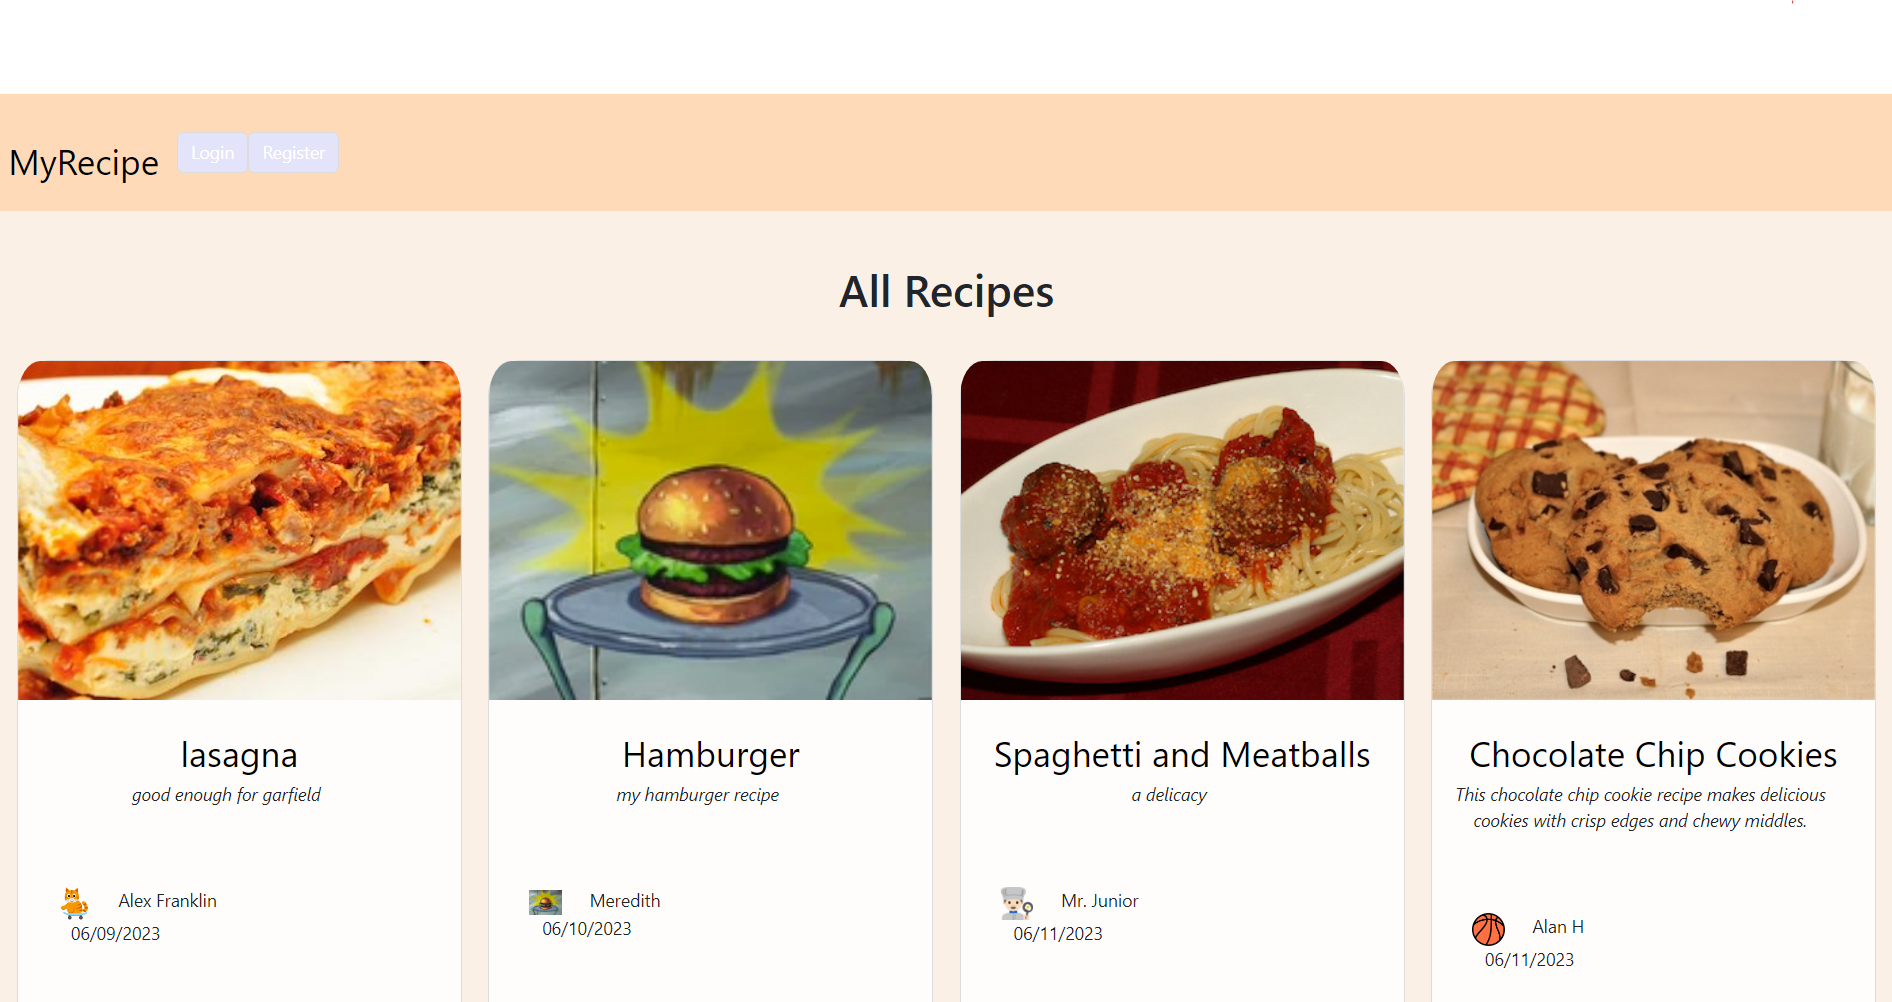 MyRecipe
Login
Register
All Recipes
lasagna
good enough for garfield
Alex Franklin
06/09/2023
Hamburger
my hamburger recipe
Meredith
06/10/2023
Spaghetti and Meatballs
a delicacy
Mr. Junior
06/11/2023
Chocolate Chip Cookies
This chocolate chip cookie recipe makes delicious
cookies with crisp edges and chewy middles.
Alan H
06/11/2023